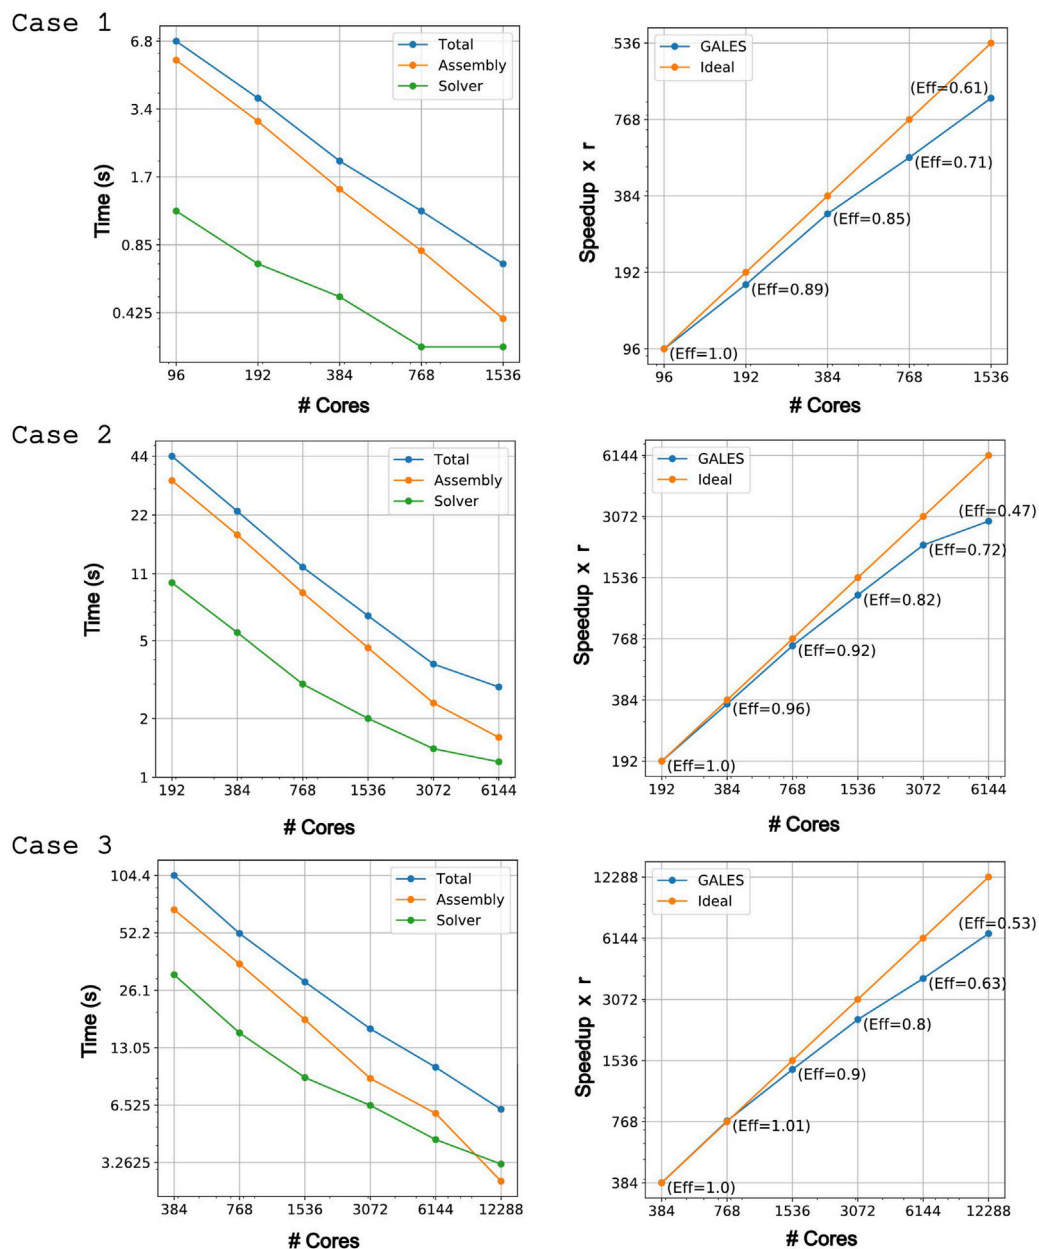 Case 1
6.8
3.4
1.7
0.85
0.425
Time (s)
Total
Assembly
Solver
96 192 384 768 1536
# Cores
536
768
384
192
96
Speedup x r
GALES
Ideal
(Eff=0.61)
(Eff=0.71)
(Eff=0.85)
(Eff=0.89)
(Eff=1.0)
96 192 384 768 1536
# Cores
Case 2
44
22
11
5
2
1
Time (s)
Total
Assembly
Solver
192 384 768 1536 3072 6144
# Cores
6144
3072
1536
768
384
192
Speedup x r
GALES
Ideal
(Eff=0.47)
(Eff=0.72)
(Eff=0.82)
(Eff=0.92)
(Eff=0.96)
(Eff=1.0)
192 384 768 1536 3072 6144
# Cores
Case 3
104.4
52.2
26.1
13.05
6.525
3.2625
Time (s)
Total
Assembly
Solver
384 768 1536 3072 6144 12288
# Cores
12288
6144
3072
1536
768
384
Speedup x r
GALES
Ideal
(Eff=0.53)
(Eff=0.63)
(Eff=0.8)
(Eff=0.9)
(Eff=1.01)
(Eff=1.0)
384 768 1536 3072 6144 12288
# Cores